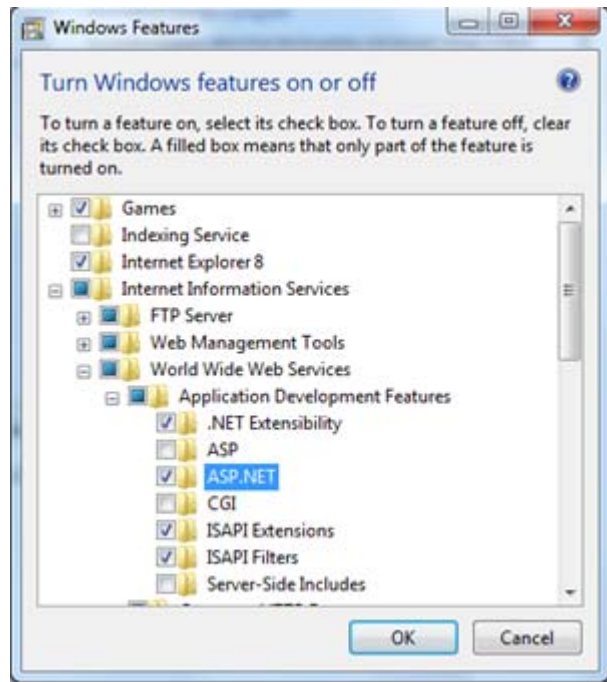 Windows Features
Turn Windows features on or off
To turn a feature on, select its check box. To turn a feature off, clear
its check box. A filled box means that only part of the feature is
turned on.
Games
Indexing Service
Internet Explorer 8
Internet Information Services
FTP Server
Web Management Tools
World Wide Web Services
Application Development Features
.NET Extensibility
ASP
ASP.NET
CGI
ISAPI Extensions
ISAPI Filters
Server-Side Includes
OK Cancel